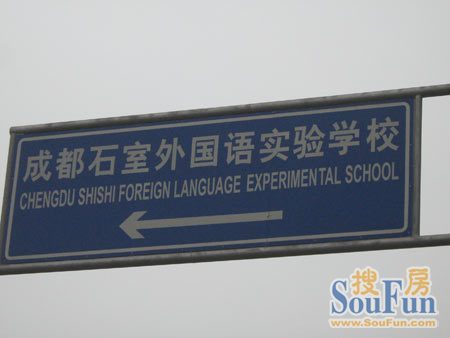 成都石室外国语实验学校
CHENGDU SHISHI FOREIGN LANGUAGE EXPERIMENTAL SCHOOL
搜房
SouFun
www.SouFun.com